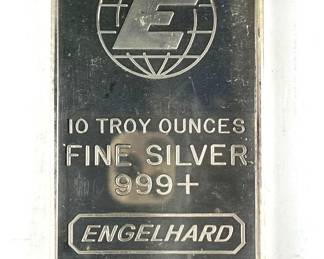 E
10 TROY OUNCES
FINE SILVER
999+
ENGELHARD